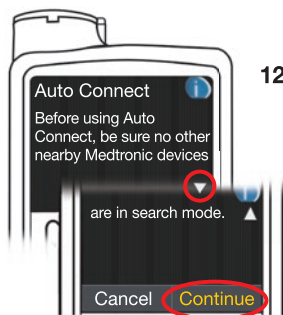 Auto Connect
i
12
Before using Auto
Connect, be sure no other
nearby Medtronic devices
are in search mode.
Cancel Continue